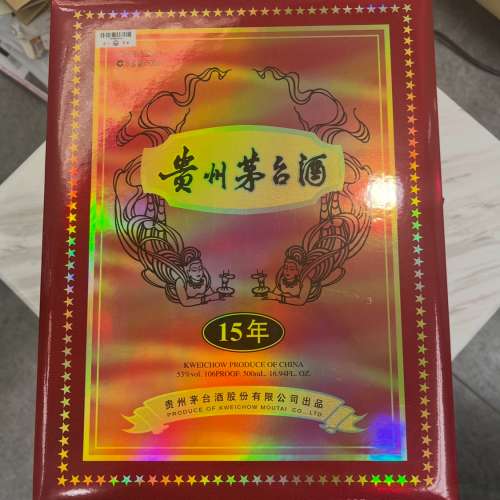 贵州茅台酒
15年
KWEICHOW PRODUCE OF CHINA
53%vol. 106PROOF. 500mL. 16.94FL. OZ.
贵州茅台酒股份有限公司出品
PRODUCE OF KWEICHOW MOUTAI CO., LTD